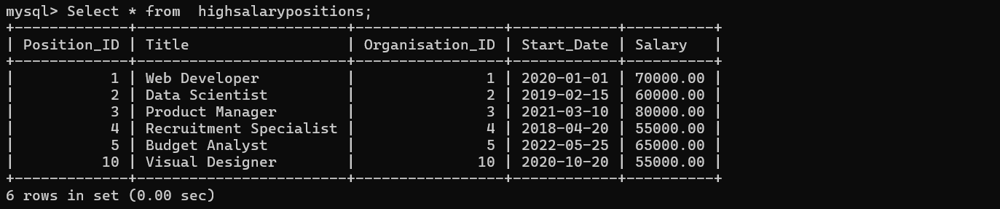 mysql> Select * from  highsalarypositions;
+-------------+------------------------+-----------------+------------+----------+
| Position_ID | Title                  | Organisation_ID | Start_Date | Salary   |
+-------------+------------------------+-----------------+------------+----------+
|           1 | Web Developer          |               1 | 2020-01-01 | 70000.00 |
|           2 | Data Scientist         |               2 | 2019-02-15 | 60000.00 |
|           3 | Product Manager        |               3 | 2021-03-10 | 80000.00 |
|           4 | Recruitment Specialist |               4 | 2018-04-20 | 55000.00 |
|           5 | Budget Analyst         |               5 | 2022-05-25 | 65000.00 |
|          10 | Visual Designer        |              10 | 2020-10-20 | 55000.00 |
+-------------+------------------------+-----------------+------------+----------+
6 rows in set (0.00 sec)